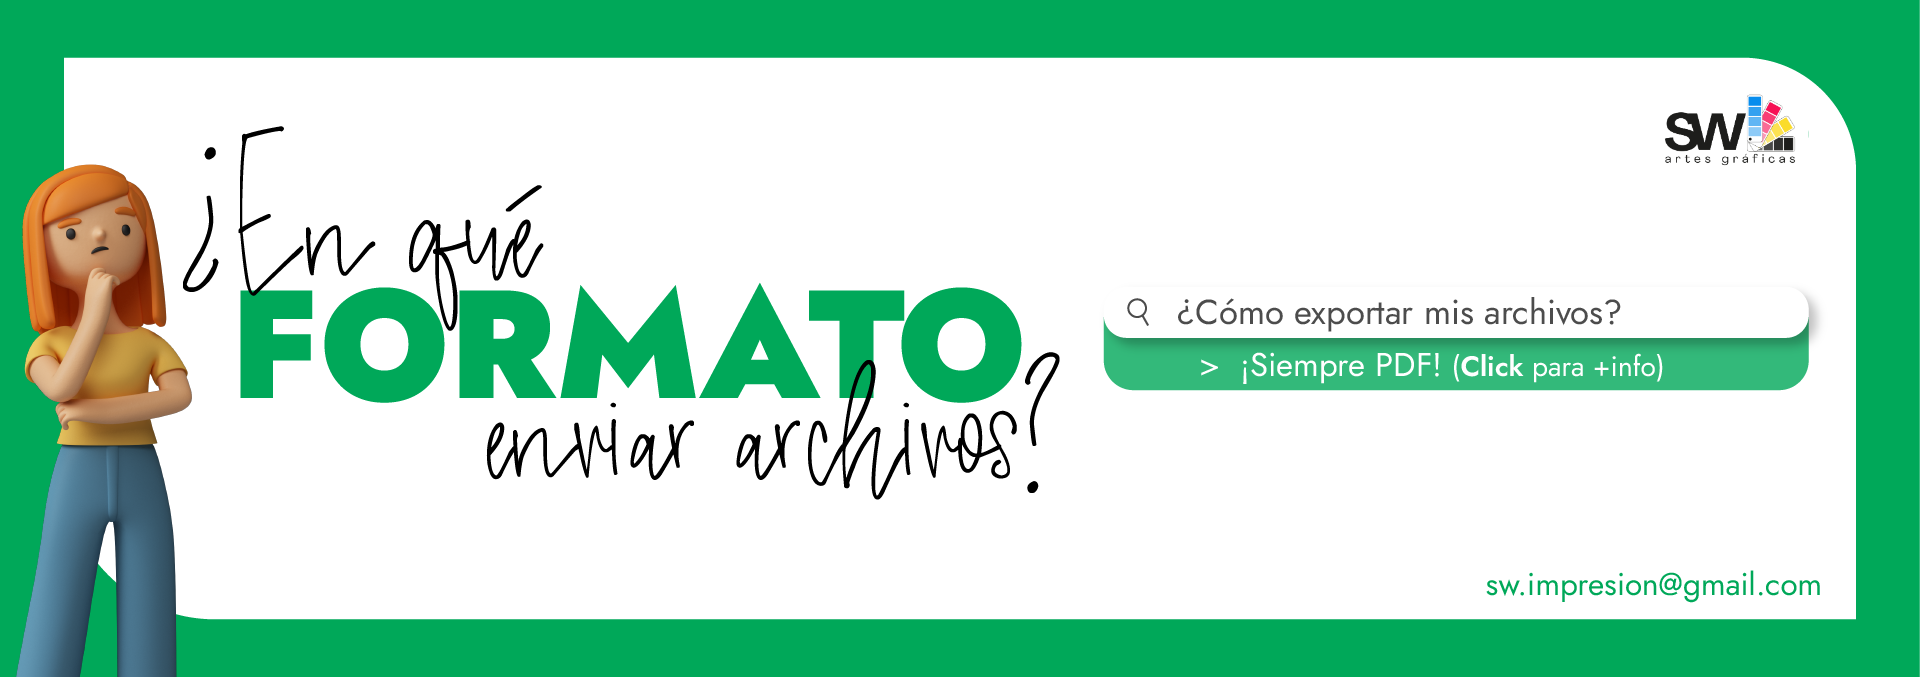 ¿En qué
FORMATO
enviar archivos?
SW
artes gráficas
¿Cómo exportar mis archivos?
> ¡Siempre PDF! (Click para +info)
sw.impresion@gmail.com